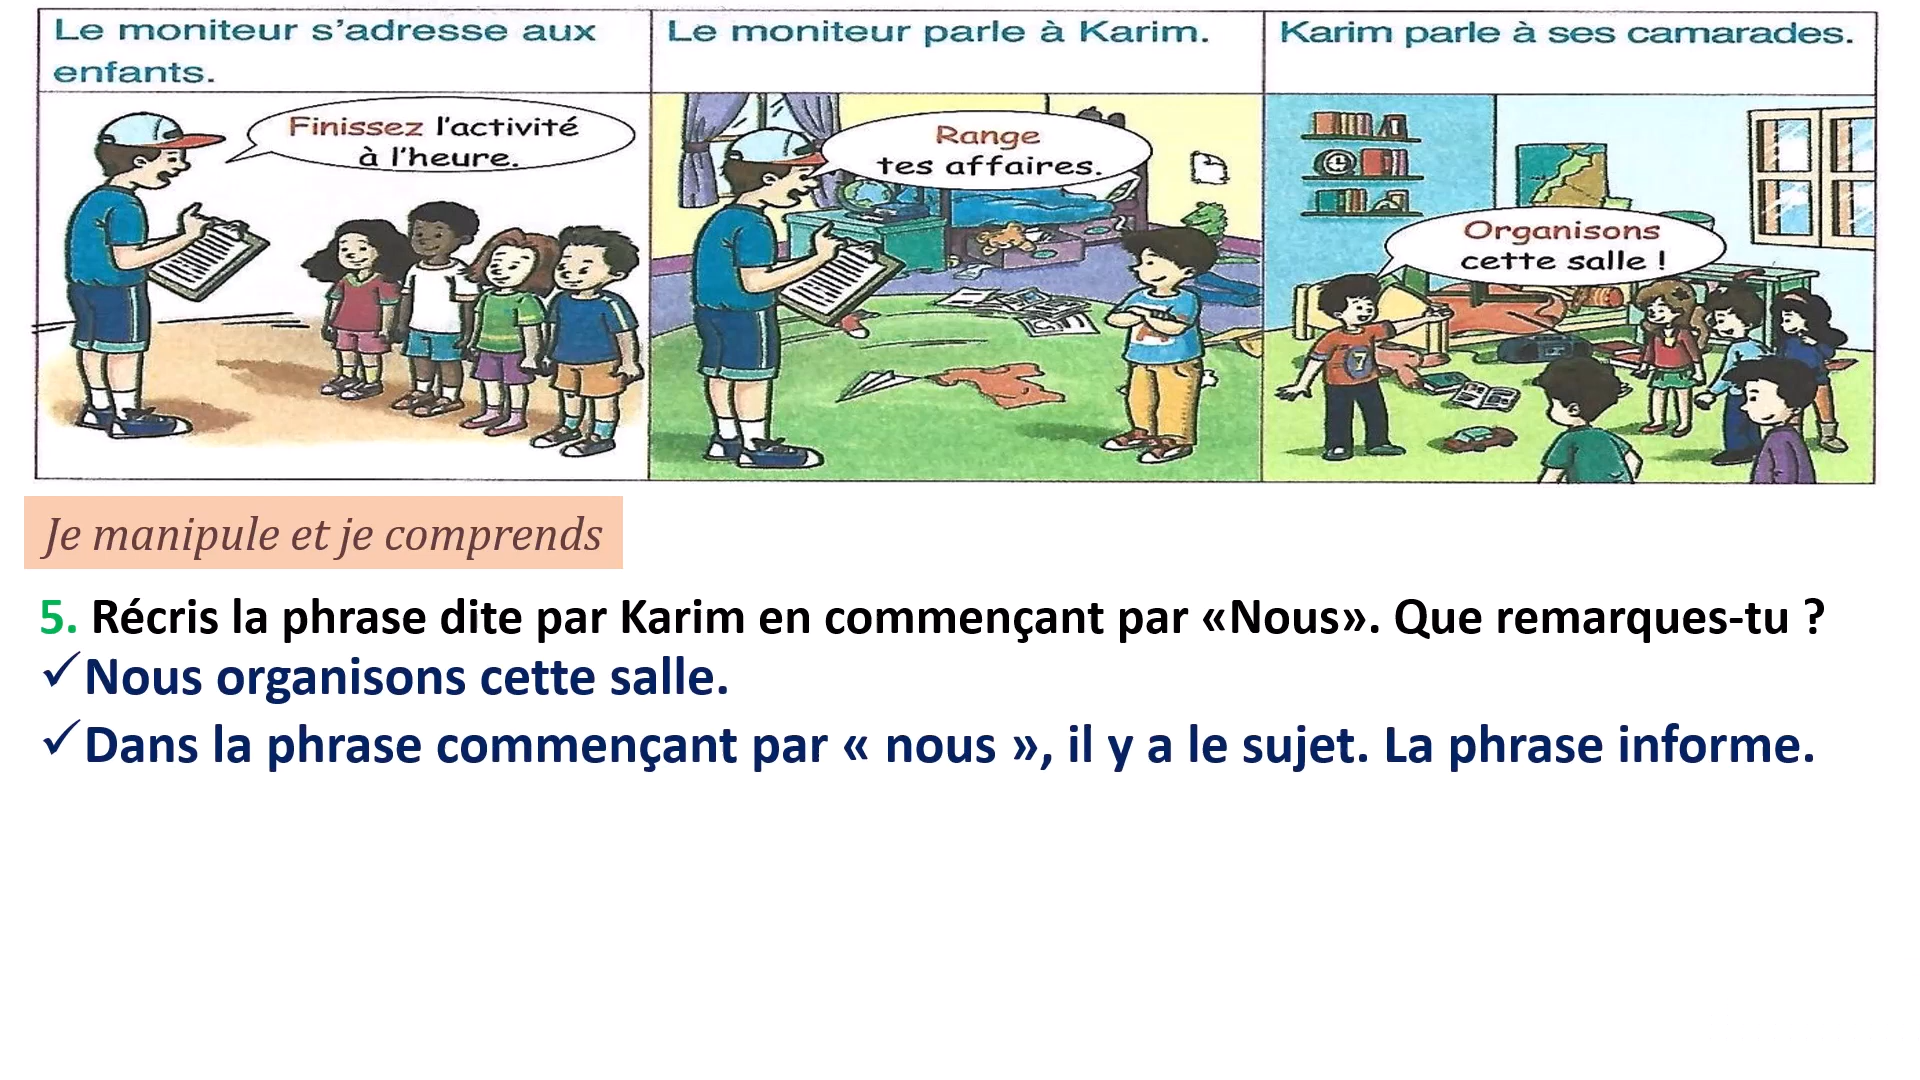 Le moniteur s'adresse aux
enfants.
Le moniteur parle à Karim.
Karim parle à ses camarades.
Finissez l'activité
à l'heure.
Range
tes affaires.
Organisons
cette salle !
7
Je manipule et je comprends
5. Récris la phrase dite par Karim en commençant par «Nous». Que remarques-tu ?
✓Nous organisons cette salle.
✓Dans la phrase commençant par « nous », il y a le sujet. La phrase informe.